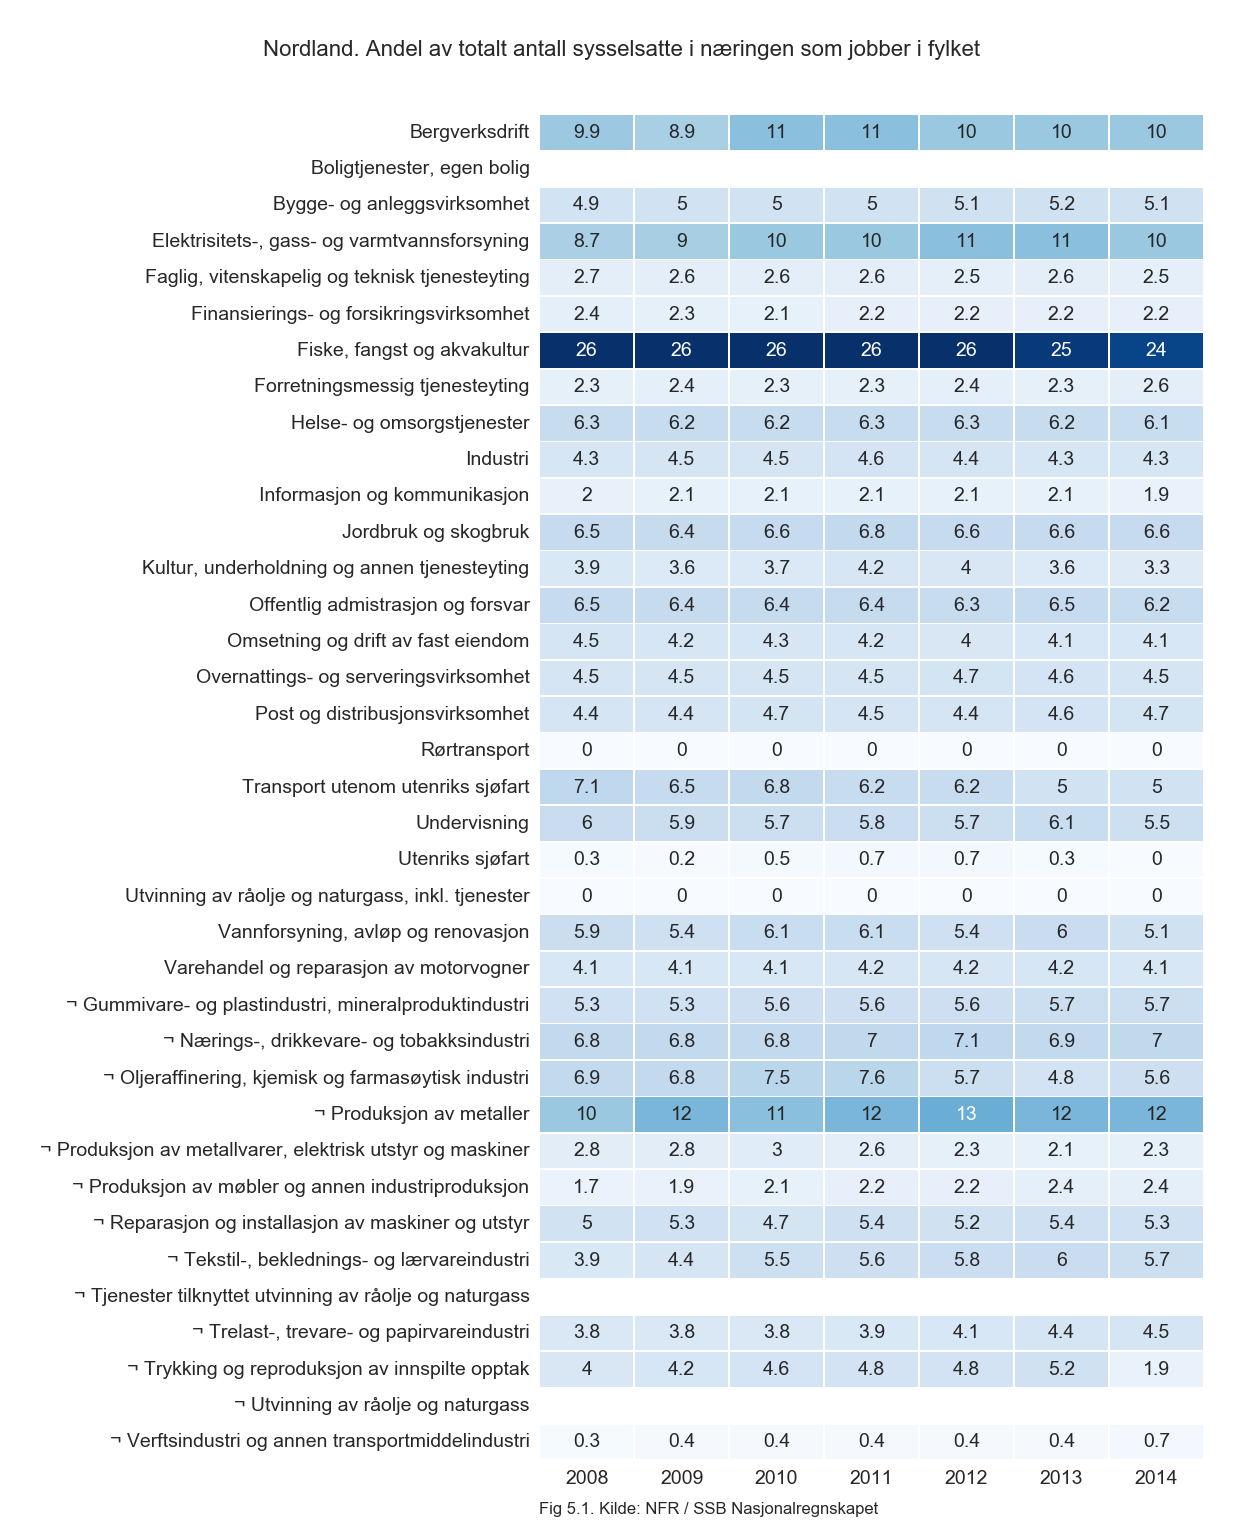 Nordland. Andel av totalt antall sysselsatte i næringen som jobber i fylket
Bergverksdrift 9.9 8.9 11 11 10 10 10
Boligtjenester, egen bolig
Bygge- og anleggsvirksomhet 4.9 5 5 5 5.1 5.2 5.1
Elektrisitets-, gass- og varmtvannsforsyning 8.7 9 10 10 11 11 10
Faglig, vitenskapelig og teknisk tjenesteyting 2.7 2.6 2.6 2.6 2.5 2.6 2.5
Finansierings- og forsikringsvirksomhet 2.4 2.3 2.1 2.2 2.2 2.2 2.2
Fiske, fangst og akvakultur 26 26 26 26 26 25 24
Forretningsmessig tjenesteyting 2.3 2.4 2.3 2.3 2.4 2.3 2.6
Helse- og omsorgstjenester 6.3 6.2 6.2 6.3 6.3 6.2 6.1
Industri 4.3 4.5 4.5 4.6 4.4 4.3 4.3
Informasjon og kommunikasjon 2 2.1 2.1 2.1 2.1 2.1 1.9
Jordbruk og skogbruk 6.5 6.4 6.6 6.8 6.6 6.6 6.6
Kultur, underholdning og annen tjenesteyting 3.9 3.6 3.7 4.2 4 3.6 3.3
Offentlig admistrasjon og forsvar 6.5 6.4 6.4 6.4 6.3 6.5 6.2
Omsetning og drift av fast eiendom 4.5 4.2 4.3 4.2 4 4.1 4.1
Overnattings- og serveringsvirksomhet 4.5 4.5 4.5 4.5 4.7 4.6 4.5
Post og distribusjonsvirksomhet 4.4 4.4 4.7 4.5 4.4 4.6 4.7
Rørtransport 0 0 0 0 0 0 0
Transport utenom utenriks sjøfart 7.1 6.5 6.8 6.2 6.2 5 5
Undervisning 6 5.9 5.7 5.8 5.7 6.1 5.5
Utenriks sjøfart 0.3 0.2 0.5 0.7 0.7 0.3 0
Utvinning av råolje og naturgass, inkl. tjenester 0 0 0 0 0 0 0
Vannforsyning, avløp og renovasjon 5.9 5.4 6.1 6.1 5.4 6 5.1
Varehandel og reparasjon av motorvogner 4.1 4.1 4.1 4.2 4.2 4.2 4.1
¬ Gummivare- og plastindustri, mineralproduktindustri 5.3 5.3 5.6 5.6 5.6 5.7 5.7
¬ Nærings-, drikkevare- og tobakksindustri 6.8 6.8 6.8 7 7.1 6.9 7
¬ Oljeraffinering, kjemisk og farmasøytisk industri 6.9 6.8 7.5 7.6 5.7 4.8 5.6
¬ Produksjon av metaller 10 12 11 12 13 12 12
¬ Produksjon av metallvarer, elektrisk utstyr og maskiner 2.8 2.8 3 2.6 2.3 2.1 2.3
¬ Produksjon av møbler og annen industriproduksjon 1.7 1.9 2.1 2.2 2.2 2.4 2.4
¬ Reparasjon og installasjon av maskiner og utstyr 5 5.3 4.7 5.4 5.2 5.4 5.3
¬ Tekstil-, beklednings- og lærvareindustri 3.9 4.4 5.5 5.6 5.8 6 5.7
¬ Tjenester tilknyttet utvinning av råolje og naturgass
¬ Trelast-, trevare- og papirvareindustri 3.8 3.8 3.8 3.9 4.1 4.4 4.5
¬ Trykking og reproduksjon av innspilte opptak 4 4.2 4.6 4.8 4.8 5.2 1.9
¬ Utvinning av råolje og naturgass
¬ Verftsindustri og annen transportmiddelindustri 0.3 0.4 0.4 0.4 0.4 0.4 0.7
2008 2009 2010 2011 2012 2013 2014
Fig 5.1. Kilde: NFR / SSB Nasjonalregnskapet